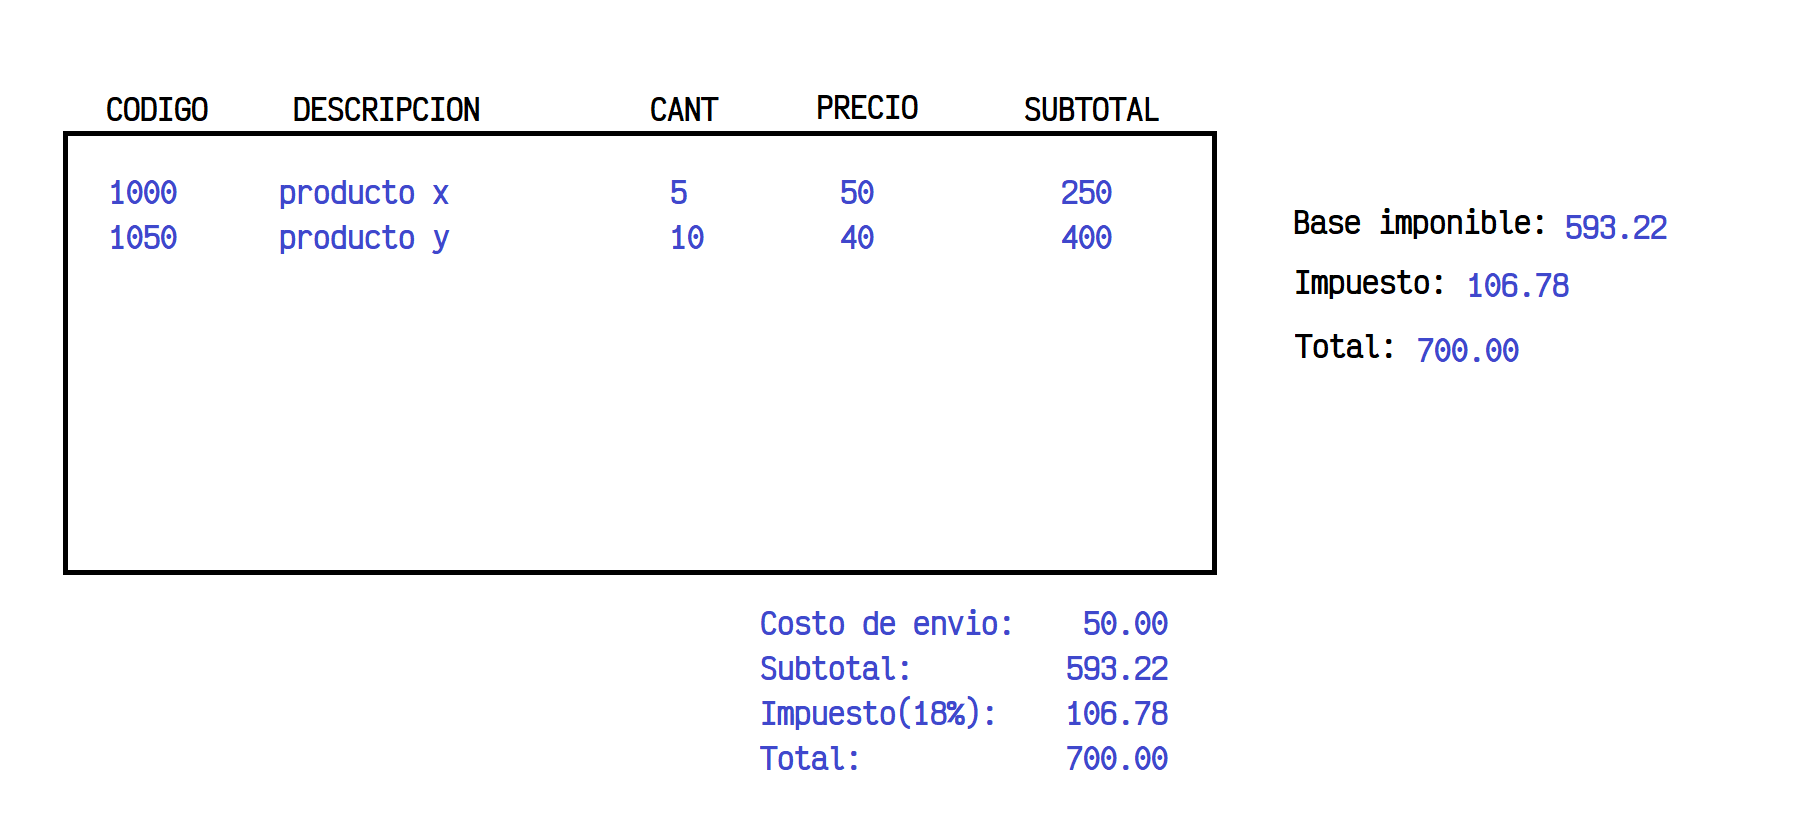 CODIGO DESCRIPCION CANT PRECIO SUBTOTAL
1000 producto x 5 50 250
1050 producto y 10 40 400
Base imponible: 593.22
Impuesto: 106.78
Total: 700.00
Costo de envio: 50.00
Subtotal: 593.22
Impuesto(18%): 106.78
Total: 700.00